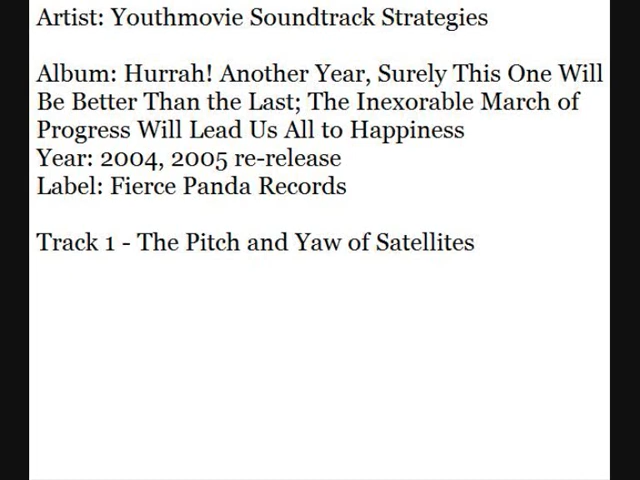 Artist: Youthmovie Soundtrack Strategies
Album: Hurrah! Another Year, Surely This One Will
Be Better Than the Last; The Inexorable March of
Progress Will Lead Us All to Happiness
Year: 2004, 2005 re-release
Label: Fierce Panda Records
Track 1 - The Pitch and Yaw of Satellites